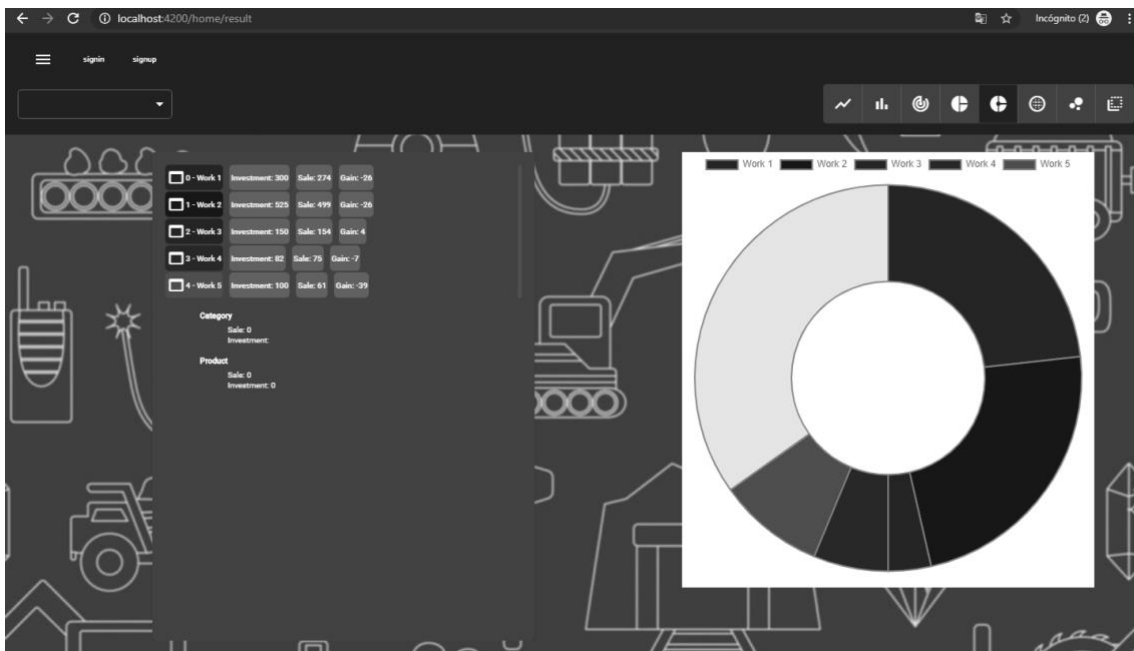 localhost:4200/home/result
Incógnito (2)
signin signup
0 - Work 1 Investment: 300 Sale: 274 Gain: -26
1 - Work 2 Investment: 525 Sale: 499 Gain: -26
2 - Work 3 Investment: 150 Sale: 154 Gain: 4
3 - Work 4 Investment: 82 Sale: 75 Gain: -7
4 - Work 5 Investment: 100 Sale: 61 Gain: -39
Category
Sale: 0
Investment:
Product
Sale: 0
Investment: 0
Work 1 Work 2 Work 3 Work 4 Work 5